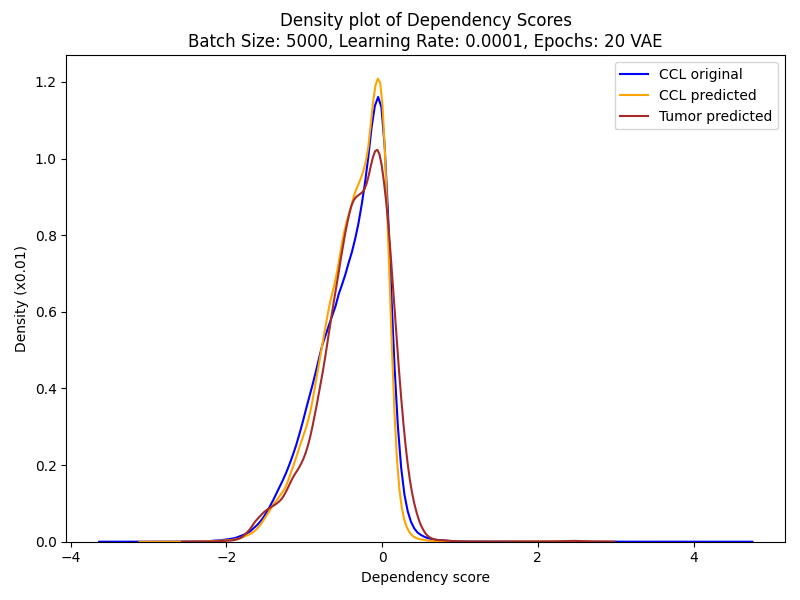 Density plot of Dependency Scores
Batch Size: 5000, Learning Rate: 0.0001, Epochs: 20 VAE
CCL original
CCL predicted
Tumor predicted
Density (x0.01)
1.2
1.0
0.8
0.6
0.4
0.2
0.0
−4
−2
0
2
4
Dependency score